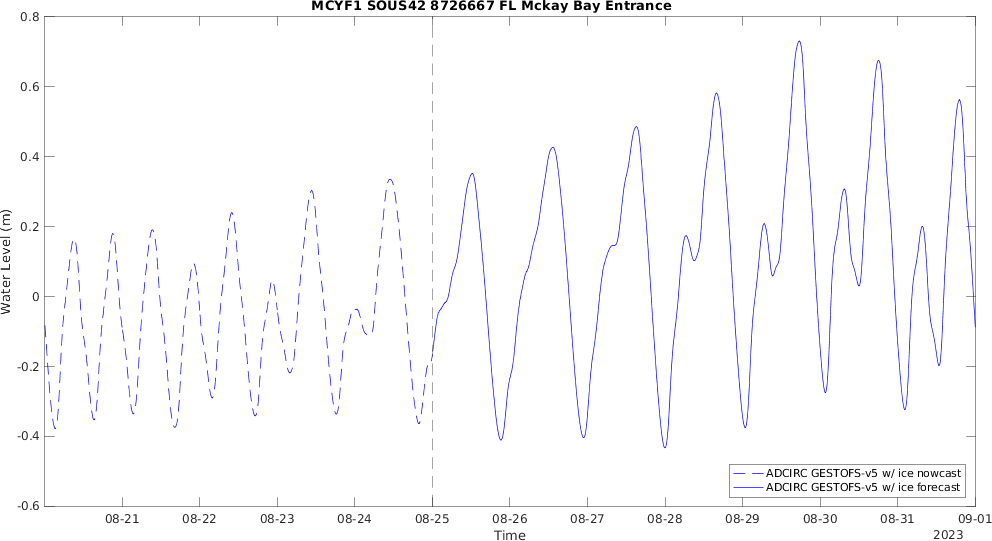 MCYF1 SOUS42 8726667 FL Mckay Bay Entrance
0.8
0.6
0.4
0.2
0
-0.2
-0.4
-0.6
Water Level (m)
08-21 08-22 08-23 08-24 08-25 08-26 08-27 08-28 08-29 08-30 08-31 09-01
Time
2023
ADCIRC GESTOFS-v5 w/ ice nowcast
ADCIRC GESTOFS-v5 w/ ice forecast